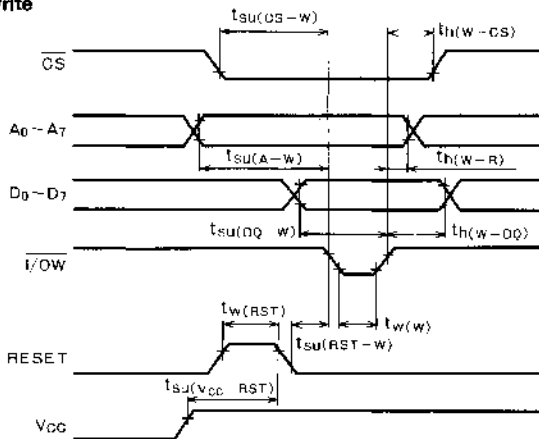 rite
tsu(CS-W)
th(W-CS)
CS
A0~A7
tsu(A-W)
th(W-R)
D0~D7
tsu(DQ W)
th(W-DQ)
I/OW
tw(RST)
tw(W)
tsu(RST-W)
RESET
tsu(VCC RST)
VCC